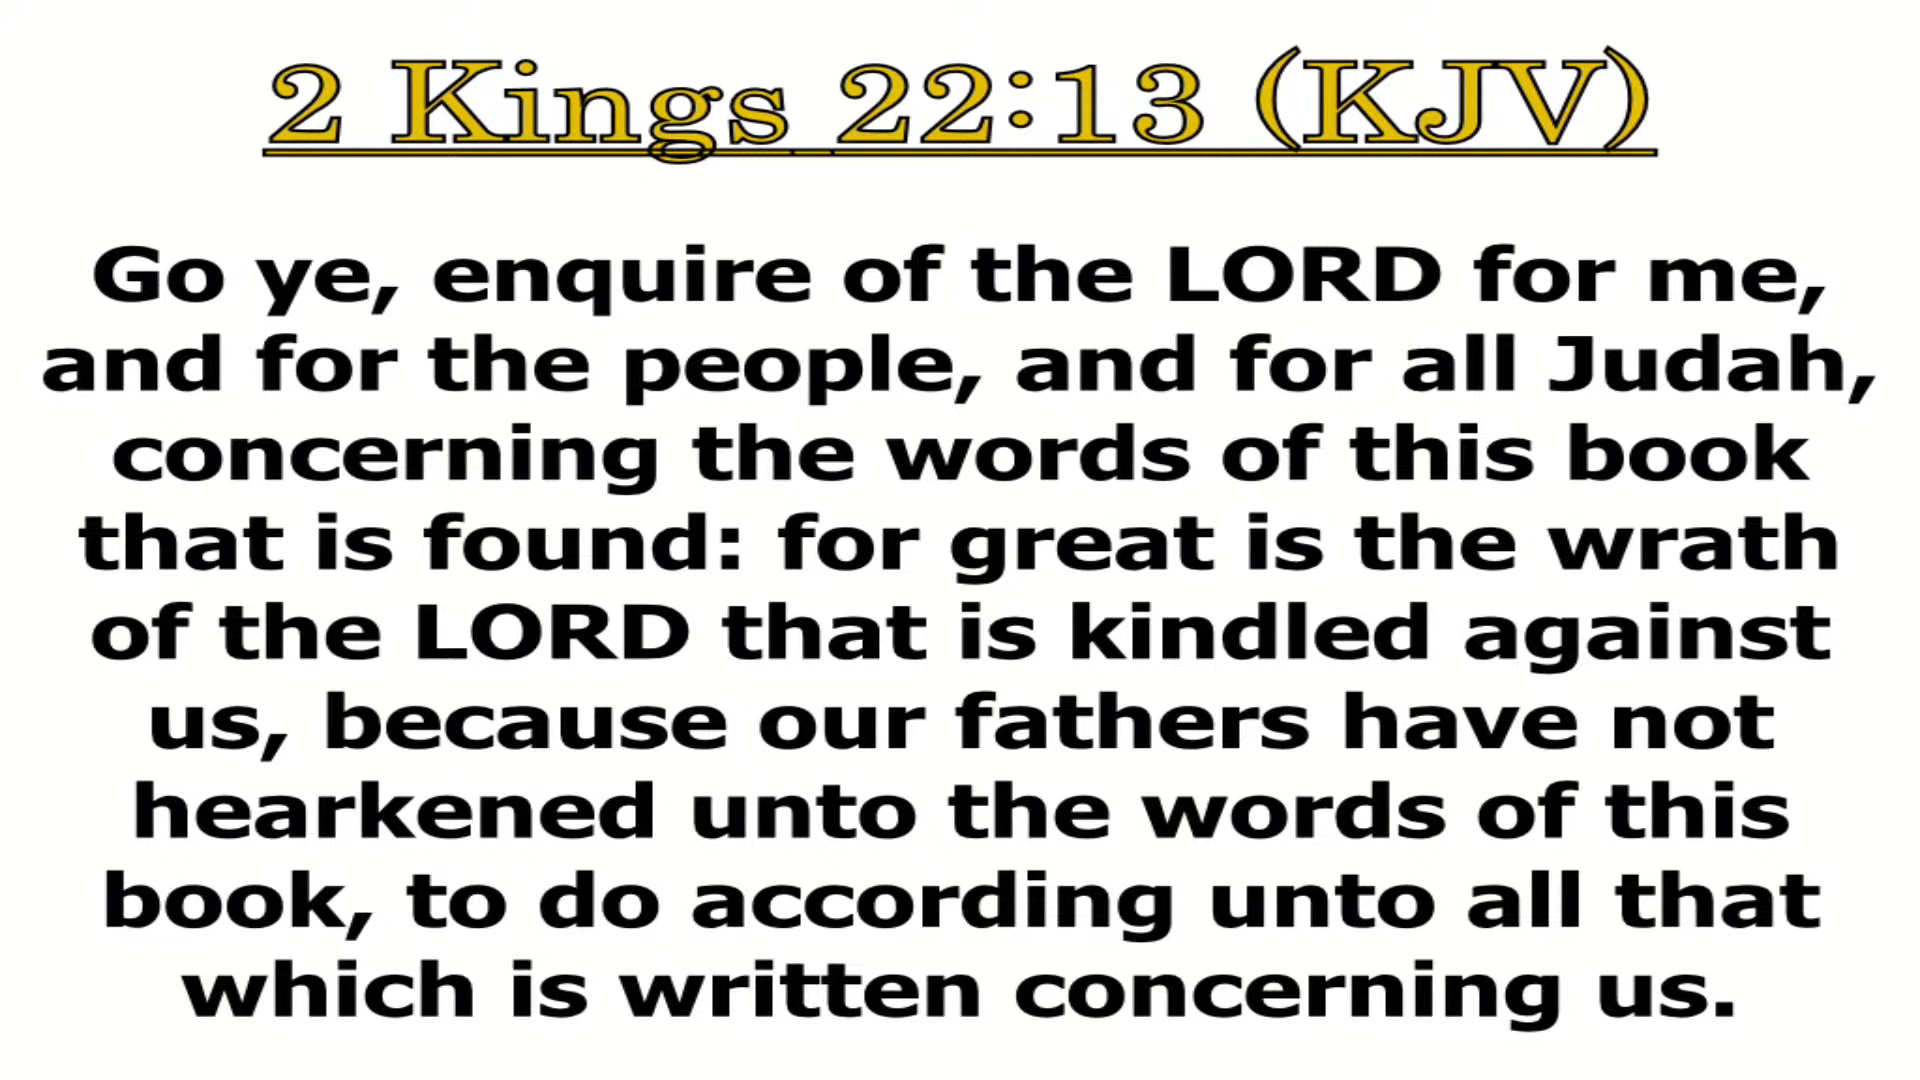 2 Kings 22:13 (KJV)
Go ye, enquire of the LORD for me,
and for the people, and for all Judah,
concerning the words of this book
that is found: for great is the wrath
of the LORD that is kindled against
us, because our fathers have not
hearkened unto the words of this
book, to do according unto all that
which is written concerning us.